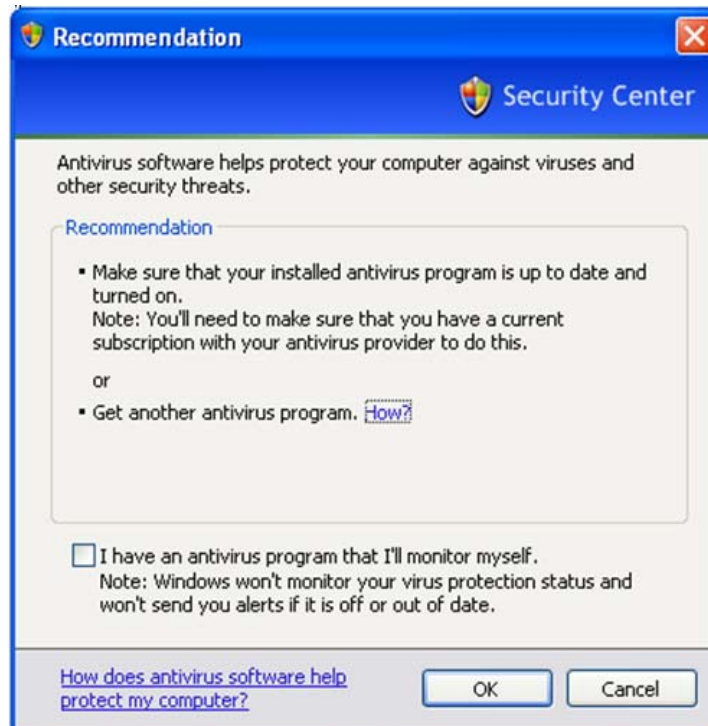 Recommendation
Security Center
Antivirus software helps protect your computer against viruses and
other security threats.
Recommendation
▪ Make sure that your installed antivirus program is up to date and
turned on.
Note: You'll need to make sure that you have a current
subscription with your antivirus provider to do this.
or
▪ Get another antivirus program. How?
I have an antivirus program that I'll monitor myself.
Note: Windows won't monitor your virus protection status and
won't send you alerts if it is off or out of date.
How does antivirus software help
protect my computer?
OK
Cancel